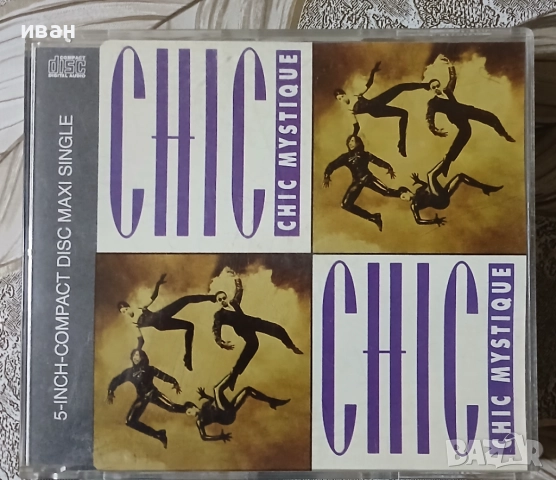 иван
COMPACT
disc
DIGITAL AUDIO
5-INCH-COMPACT DISC MAXI SINGLE
CHIC
CHIC MYSTIQUE
CHIC
CHIC MYSTIQUE
BAZAR